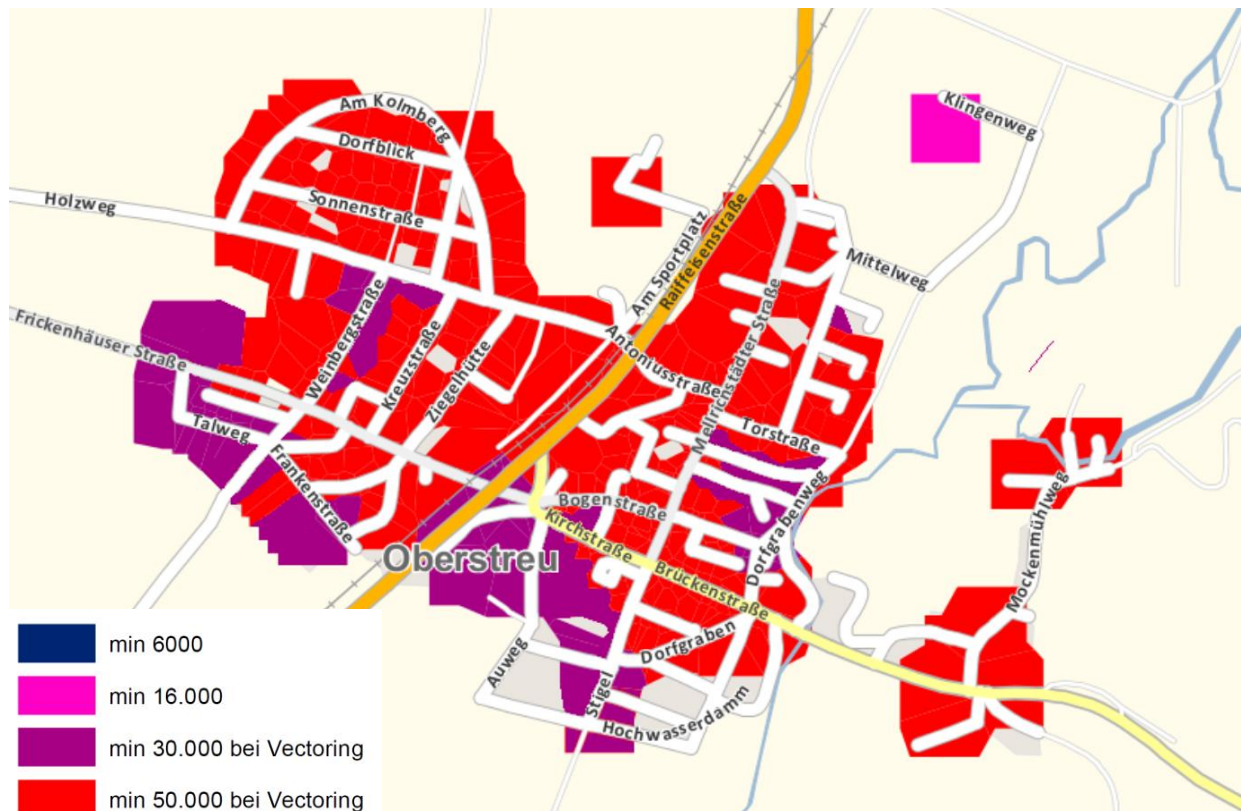 Am Kolmberg
Dorfblick
Sonnenstraße
Holzweg
Klingenweg
Am Sportplatz
Raiffeisenstraße
Mittelweg
Mellrichstädter Straße
Frickenhäuser Straße
Weinbergstraße
Kreuzstraße
Ziegelhütte
Antoniusstraße
Torstraße
Talweg
Frankenstraße
Bogenstraße
Kirchstraße
Dorfgrabenweg
Mockenmühlweg
Oberstreu
Brückenstraße
Dorfgraben
Auweg
Stigel
Hochwasserdamm
min 6000
min 16.000
min 30.000 bei Vectoring
min 50.000 bei Vectoring